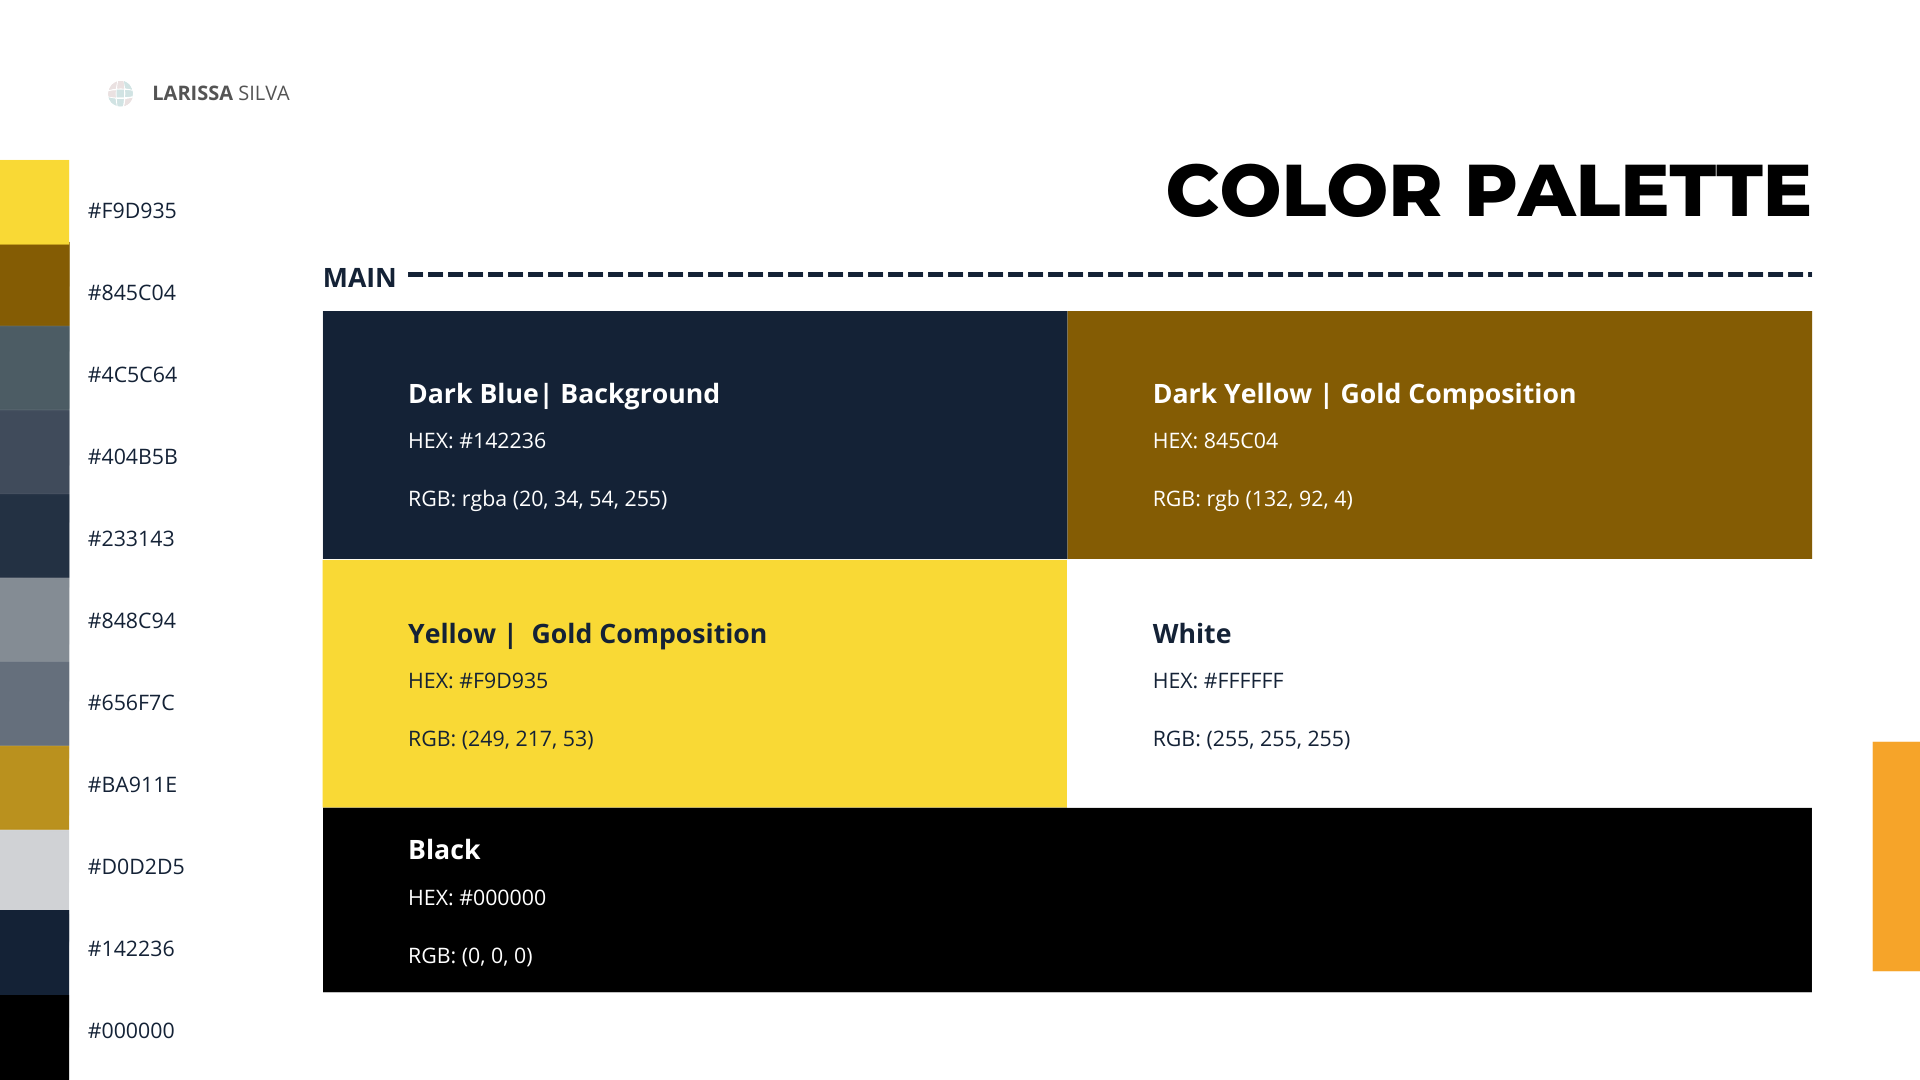 LARISSA SILVA
COLOR PALETTE
#F9D935
#845C04
#4C5C64
#404B5B
#233143
#848C94
#656F7C
#BA911E
#D0D2D5
#142236
#000000
MAIN
Dark Blue| Background
HEX: #142236
RGB: rgba (20, 34, 54, 255)
Dark Yellow | Gold Composition
HEX: 845C04
RGB: rgb (132, 92, 4)
Yellow |  Gold Composition
HEX: #F9D935
RGB: (249, 217, 53)
White
HEX: #FFFFFF
RGB: (255, 255, 255)
Black
HEX: #000000
RGB: (0, 0, 0)